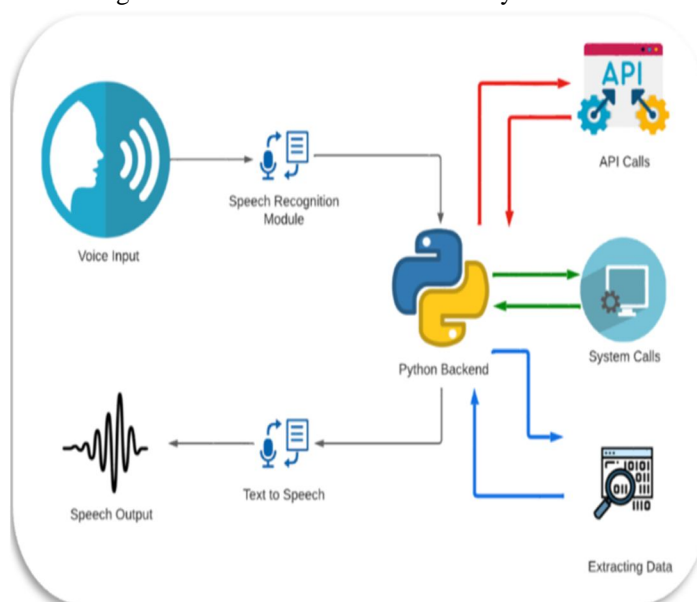 API
API Calls
Speech Recognition
Module
Voice Input
System Calls
Python Backend
Text to Speech
Speech Output
Extracting Data